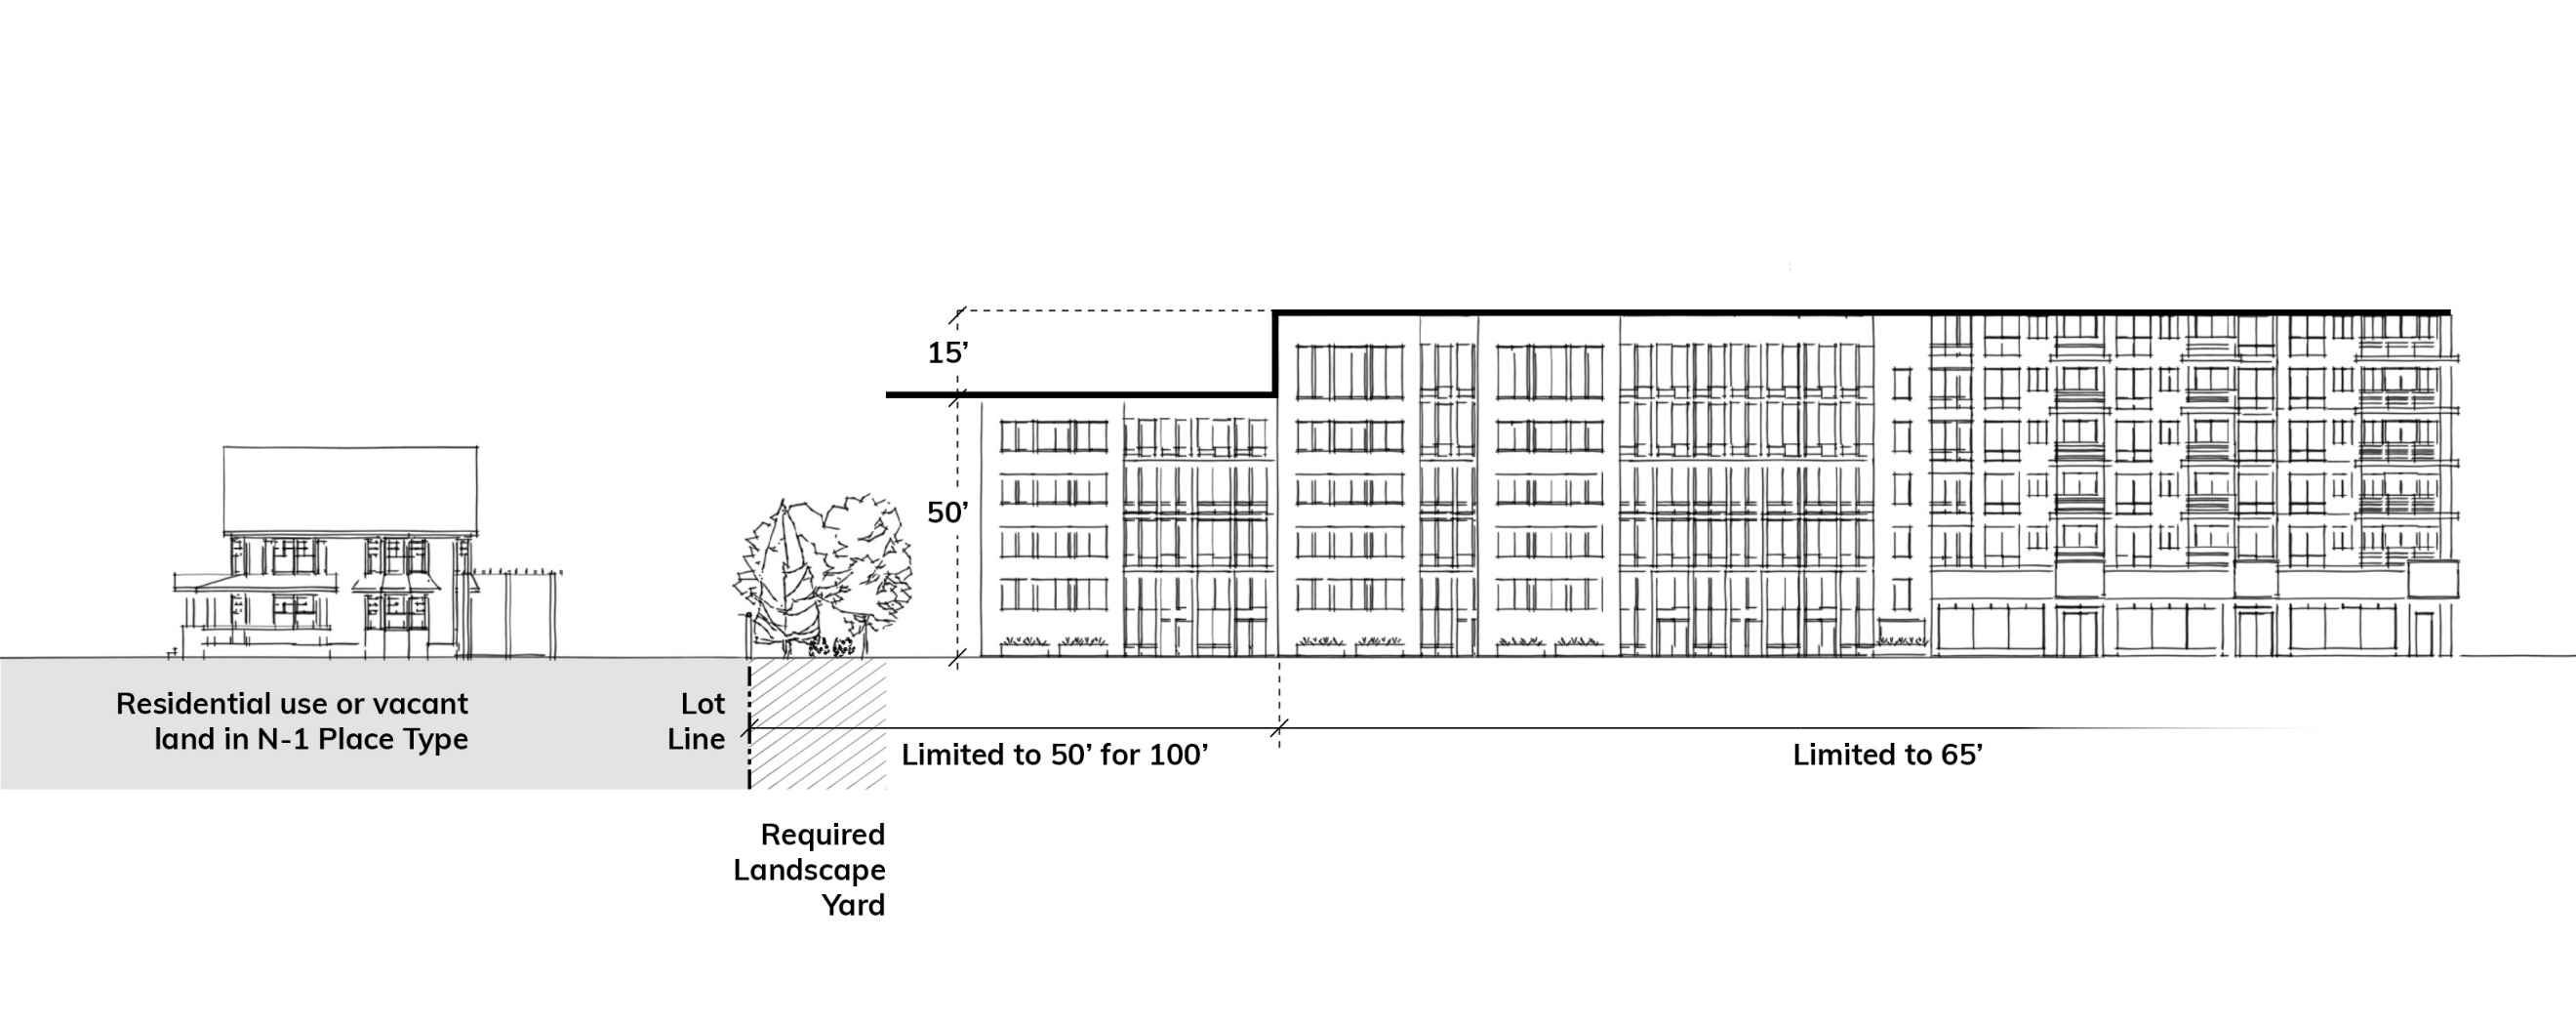 15’
50’
Residential use or vacant
land in N-1 Place Type
Lot
Line
Limited to 50’ for 100’
Limited to 65’
Required
Landscape
Yard